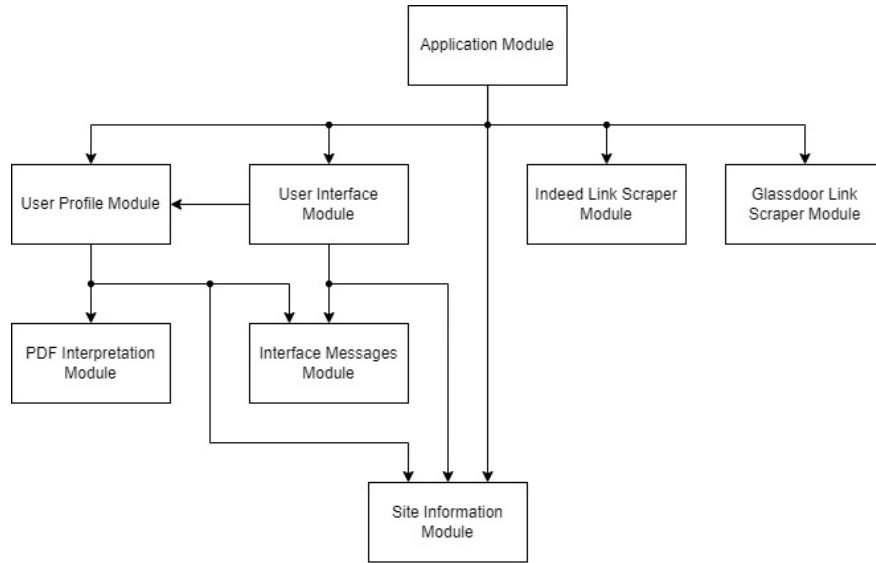 Application Module
User Profile Module
User Interface
Module
Indeed Link Scraper
Module
Glassdoor Link
Scraper Module
PDF Interpretation
Module
Interface Messages
Module
Site Information
Module